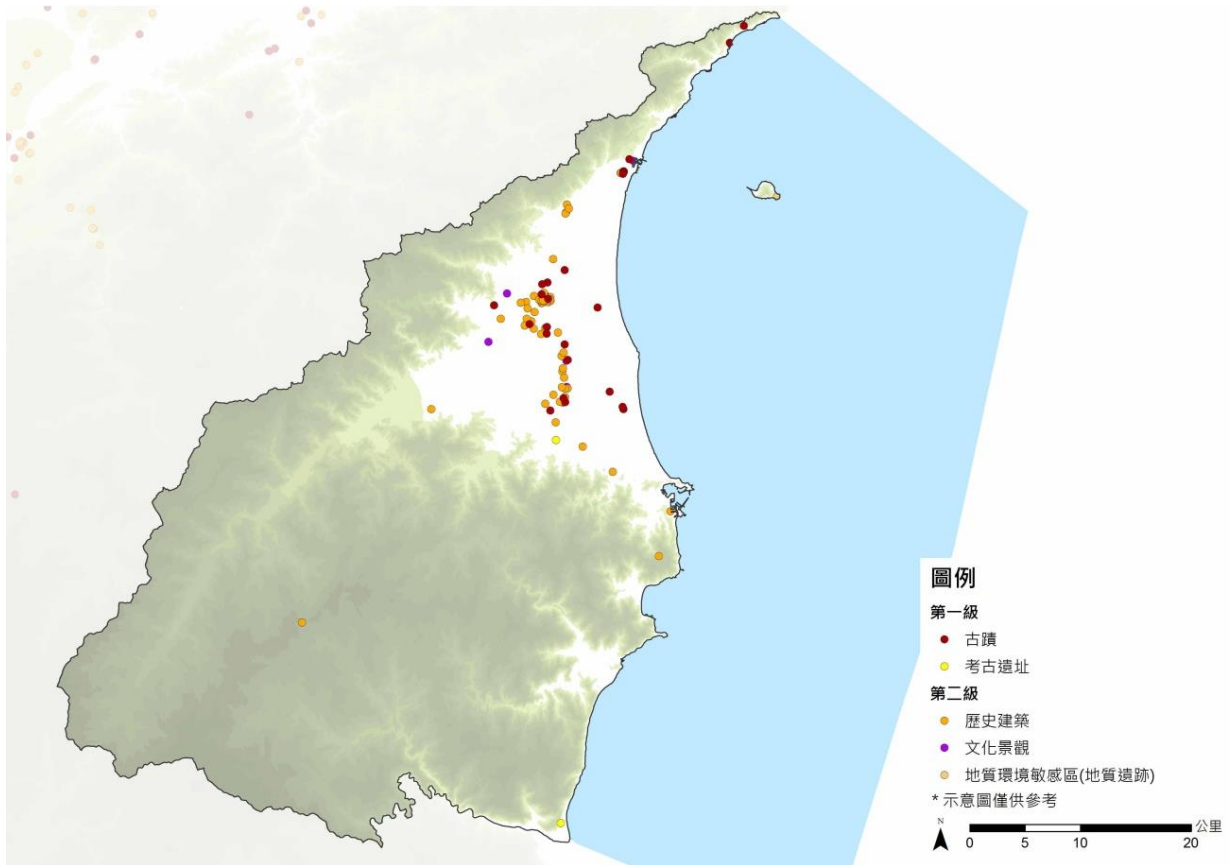 圖例
第一級
古蹟
考古遺址
第二級
歷史建築
文化景觀
地質環境敏感區(地質遺跡)
* 示意圖僅供參考
N
公里
0 5 10 20